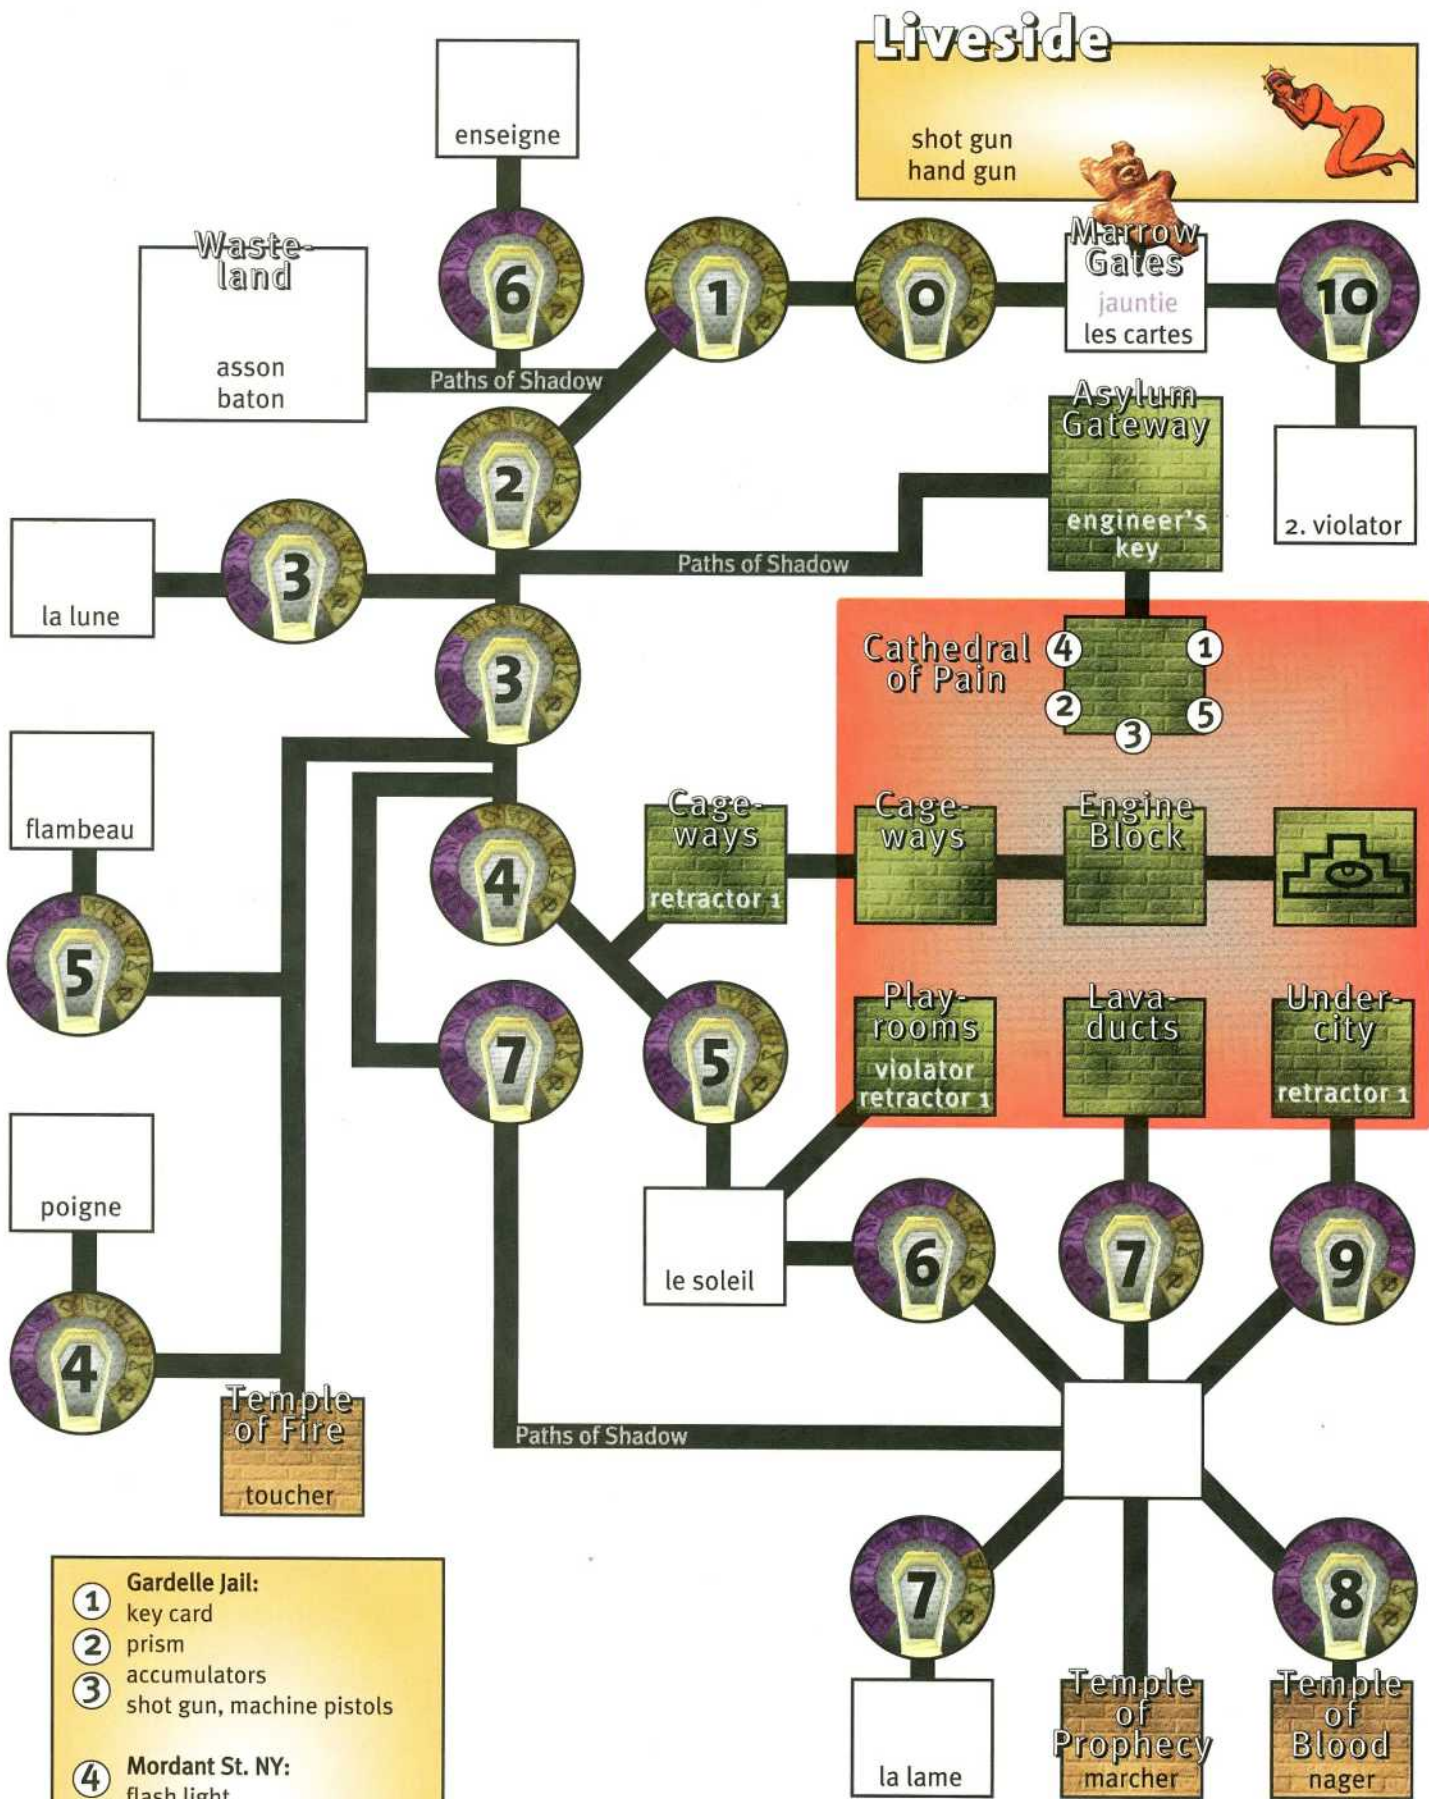 Liveside
shot gun
hand gun
enseigne
Waste-
land
asson
baton
6
1
0
Marrow
Gates
jauntie
les cartes
10
Paths of Shadow
2
Asylum
Gateway
engineer's
key
2. violator
Paths of Shadow
la lune
3
3
Cathedral
of Pain
4
1
2
5
3
flambeau
5
4
Cage-
ways
retractor 1
Cage-
ways
Engine
Block
7
5
Play-
rooms
violator
retractor 1
Lava-
ducts
Under-
city
retractor 1
poigne
4
le soleil
6
7
9
Temple
of Fire
toucher
Paths of Shadow
7
la lame
Temple
of
Prophecy
marcher
8
Temple
of
Blood
nager
Gardelle Jail:
1 key card
2 prism
3 accumulators
shot gun, machine pistols
4 Mordant St. NY:
flash light